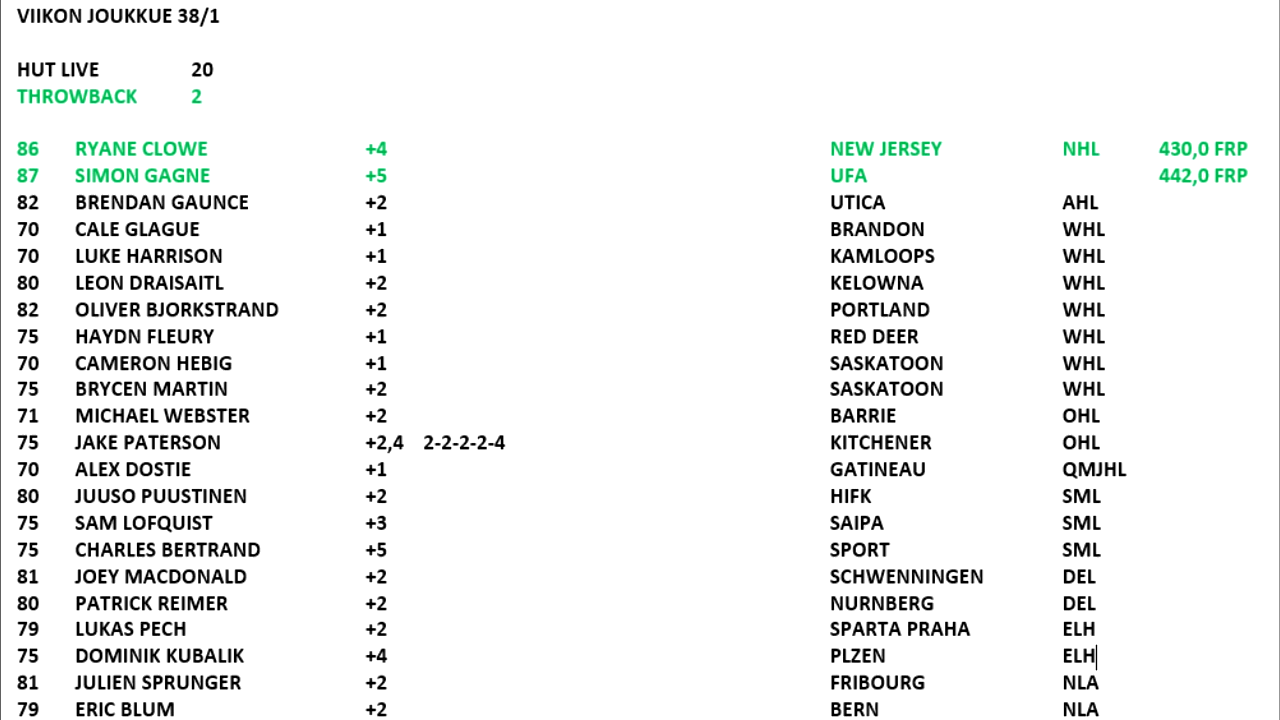 VIIKON JOUKKUE 38/1
HUT LIVE 20
THROWBACK 2
86 RYANE CLOWE +4 NEW JERSEY NHL 430,0 FRP
87 SIMON GAGNE +5 UFA 442,0 FRP
82 BRENDAN GAUNCE +2 UTICA AHL
70 CALE GLAGUE +1 BRANDON WHL
70 LUKE HARRISON +1 KAMLOOPS WHL
80 LEON DRAISAITL +2 KELOWNA WHL
82 OLIVER BJORKSTRAND +2 PORTLAND WHL
75 HAYDN FLEURY +1 RED DEER WHL
70 CAMERON HEBIG +1 SASKATOON WHL
75 BRYCEN MARTIN +2 SASKATOON WHL
71 MICHAEL WEBSTER +2 BARRIE OHL
75 JAKE PATERSON +2,4 2-2-2-2-4 KITCHENER OHL
70 ALEX DOSTIE +1 GATINEAU QMJHL
80 JUUSO PUUSTINEN +2 HIFK SML
75 SAM LOFQUIST +3 SAIPA SML
75 CHARLES BERTRAND +5 SPORT SML
81 JOEY MACDONALD +2 SCHWENNINGEN DEL
80 PATRICK REIMER +2 NURNBERG DEL
79 LUKAS PECH +2 SPARTA PRAHA ELH
75 DOMINIK KUBALIK +4 PLZEN ELH
81 JULIEN SPRUNGER +2 FRIBOURG NLA
79 ERIC BLUM +2 BERN NLA